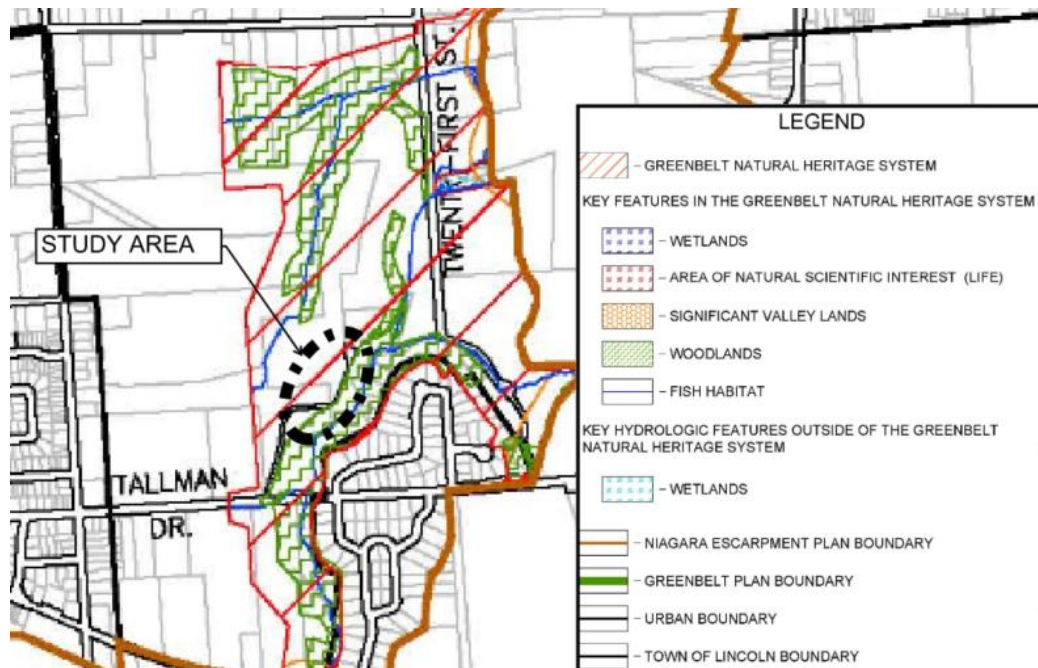 TWENTY-FIRST ST.
STUDY AREA
TALLMAN
DR.
LEGEND
- GREENBELT NATURAL HERITAGE SYSTEM
KEY FEATURES IN THE GREENBELT NATURAL HERITAGE SYSTEM
- WETLANDS
- AREA OF NATURAL SCIENTIFIC INTEREST (LIFE)
- SIGNIFICANT VALLEY LANDS
- WOODLANDS
- FISH HABITAT
KEY HYDROLOGIC FEATURES OUTSIDE OF THE GREENBELT
NATURAL HERITAGE SYSTEM
- WETLANDS
- NIAGARA ESCARPMENT PLAN BOUNDARY
- GREENBELT PLAN BOUNDARY
- URBAN BOUNDARY
- TOWN OF LINCOLN BOUNDARY